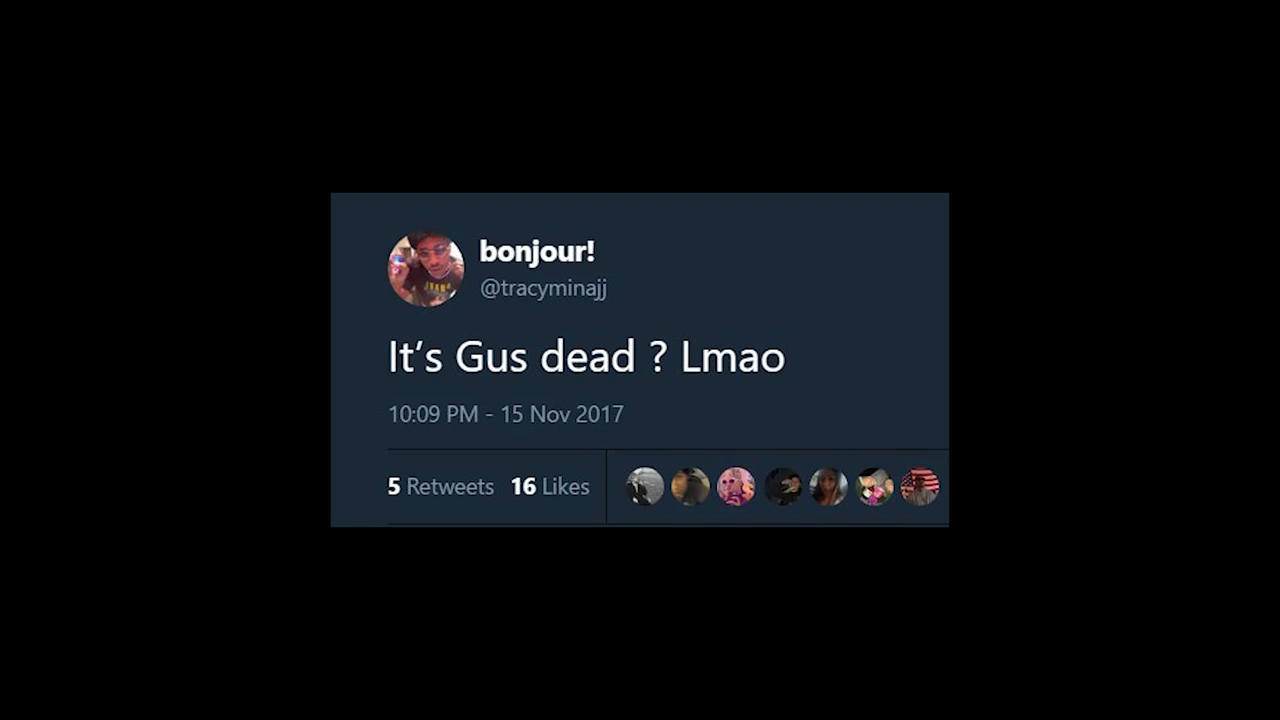 bonjour!
@tracyminajj
It’s Gus dead ? Lmao
10:09 PM - 15 Nov 2017
5 Retweets 16 Likes